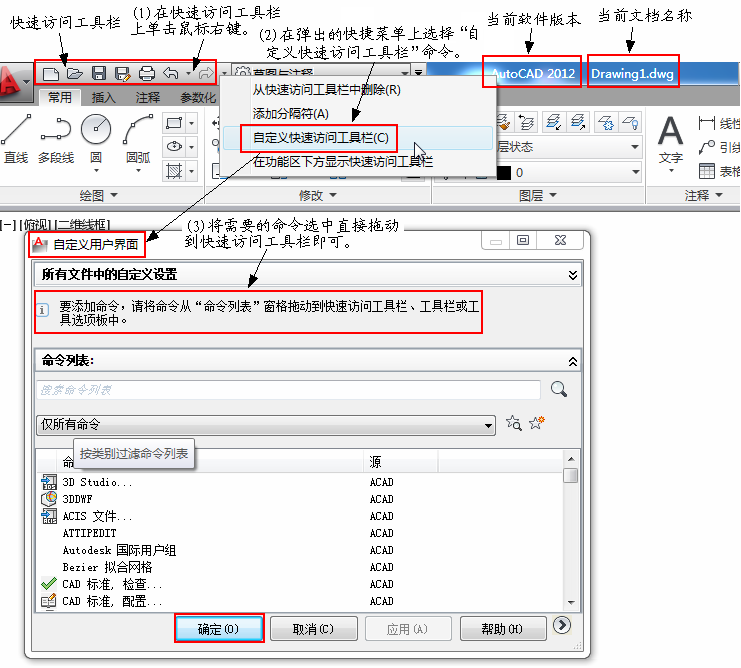 快速访问工具栏
(1)在快速访问工具栏
上单击鼠标右键。
(2)在弹出的快捷菜单上选择“自
定义快速访问工具栏”命令。
当前软件版本
当前文档名称
草图与注释
AutoCAD 2012
Drawing1.dwg
常用
插入
注释
参数化
从快速访问工具栏中删除(R)
添加分隔符(A)
自定义快速访问工具栏(C)
在功能区下方显示快速访问工具栏
直线
多段线
圆
圆弧
层状态
0
文字
线性
引线
表格
绘图
修改
图层
注释
[-][俯视][二维线框]
(3)将需要的命令选中直接拖动
到快速访问工具栏即可。
自定义用户界面
所有文件中的自定义设置
要添加命令，请将命令从“命令列表”窗格拖动到快速访问工具栏、工具栏或工
具选项板中。
命令列表:
搜索命令列表
仅所有命令
按类别过滤命令列表
命
源
3D Studio... ACAD
3DDWF ACAD
ACIS 文件... ACAD
ATTIPEDIT ACAD
Autodesk 国际用户组 ACAD
Bezier 拟合网格 ACAD
CAD 标准, 检查... ACAD
CAD 标准, 配置... ACAD
确定(O)
取消(C)
应用(A)
帮助(H)